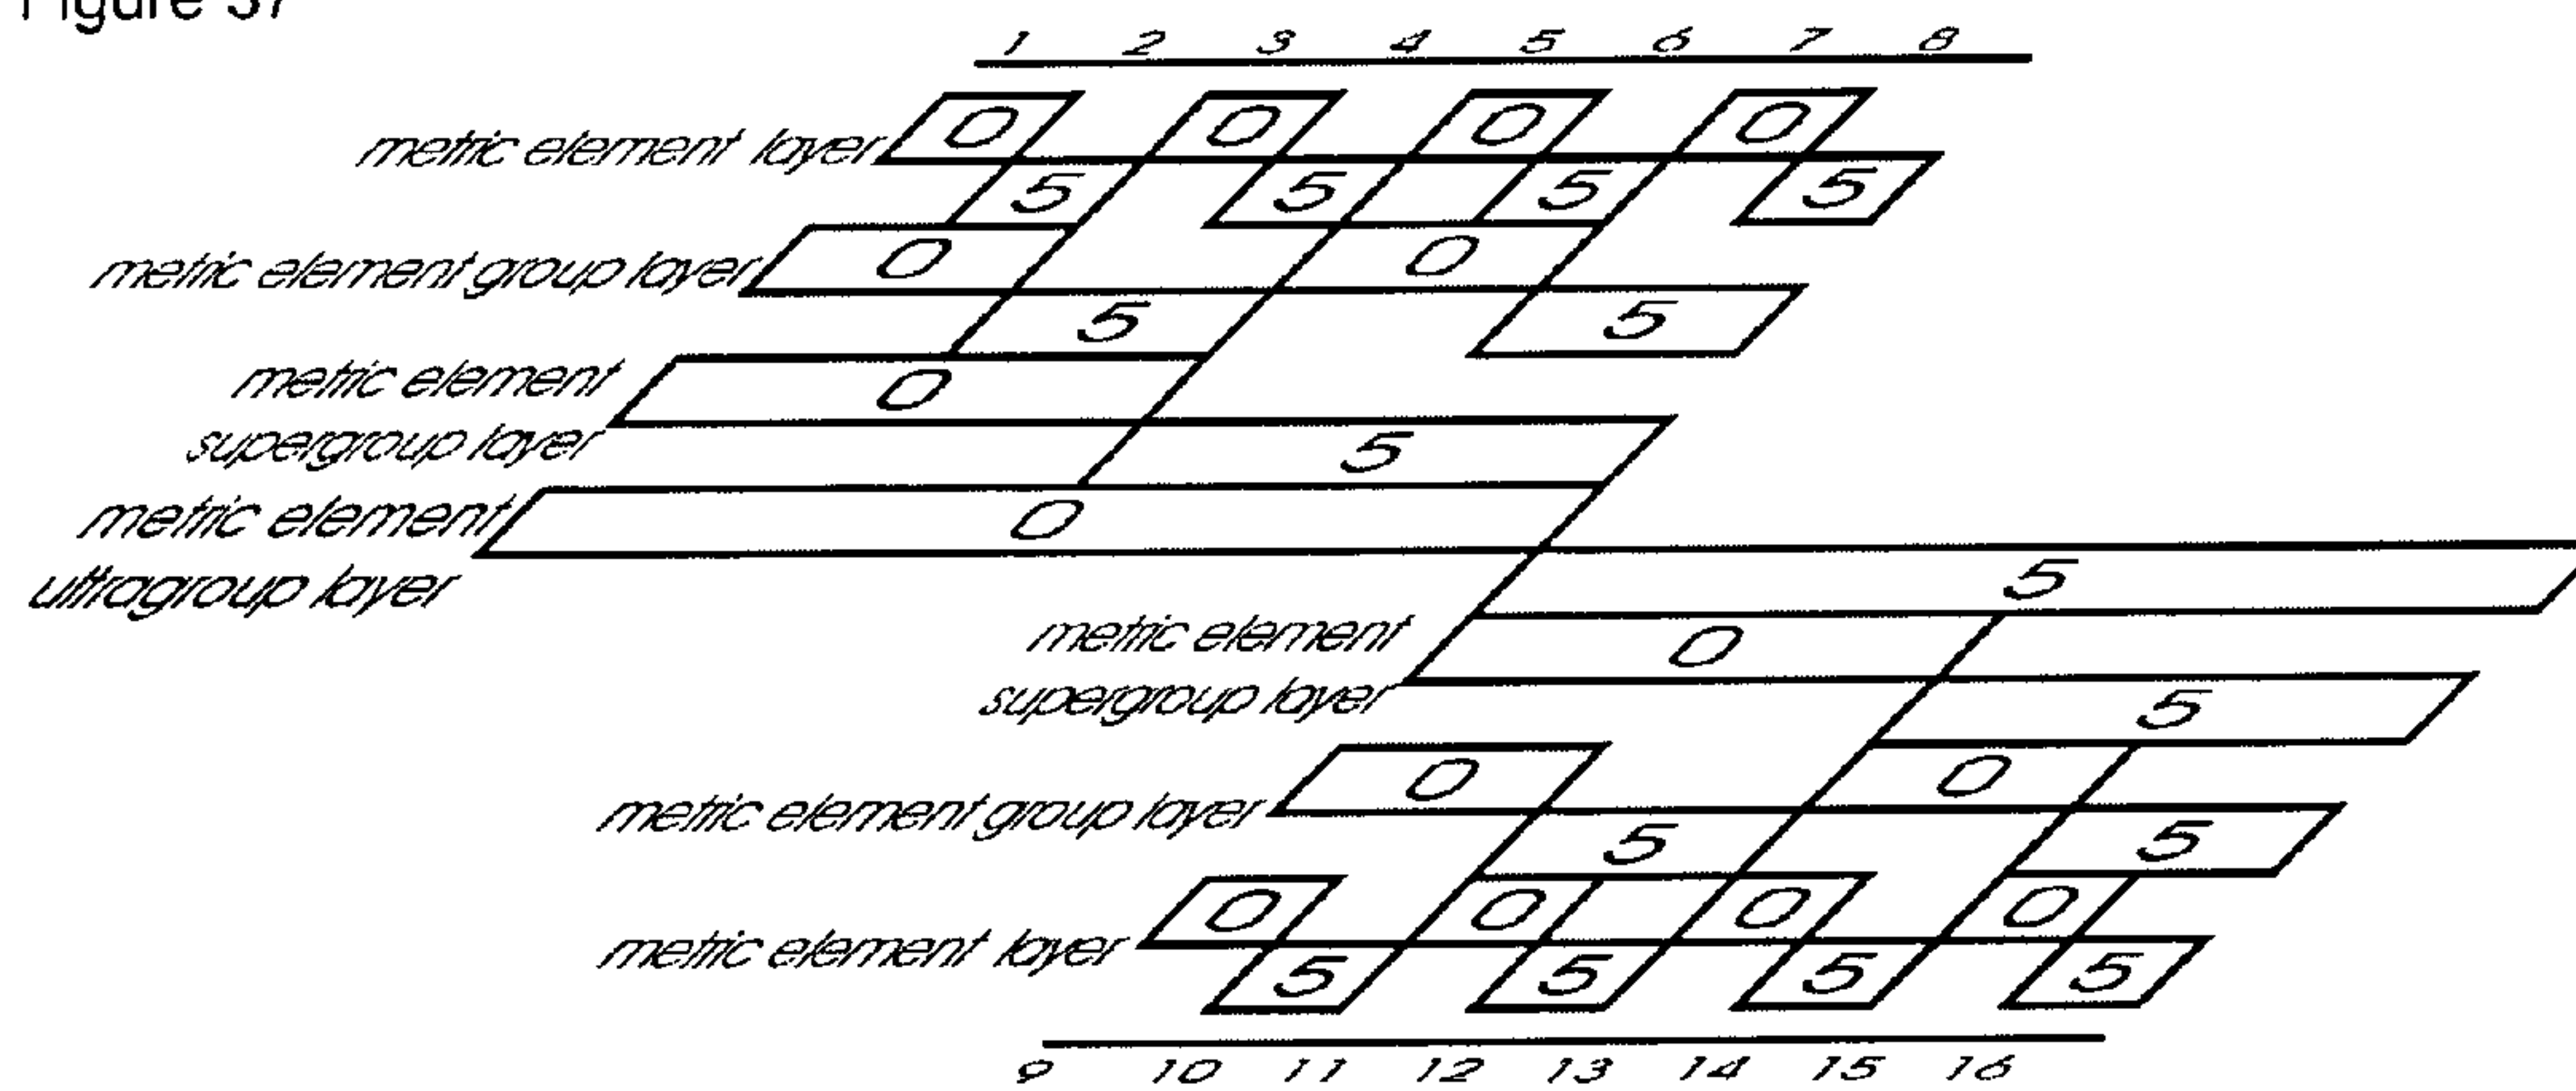 Figure 37
1 2 3 4 5 6 7 8
0 0 0 0
metric element layer
5 5 5 5
0 0
metric element group layer
5 5
metric element
0
supergroup layer
5
metric element
0
ultragroup layer
5
metric element
0
supergroup layer
5
0 0
metric element group layer
5 5
0 0 0 0
metric element layer
5 5 5 5
9 10 11 12 13 14 15 16